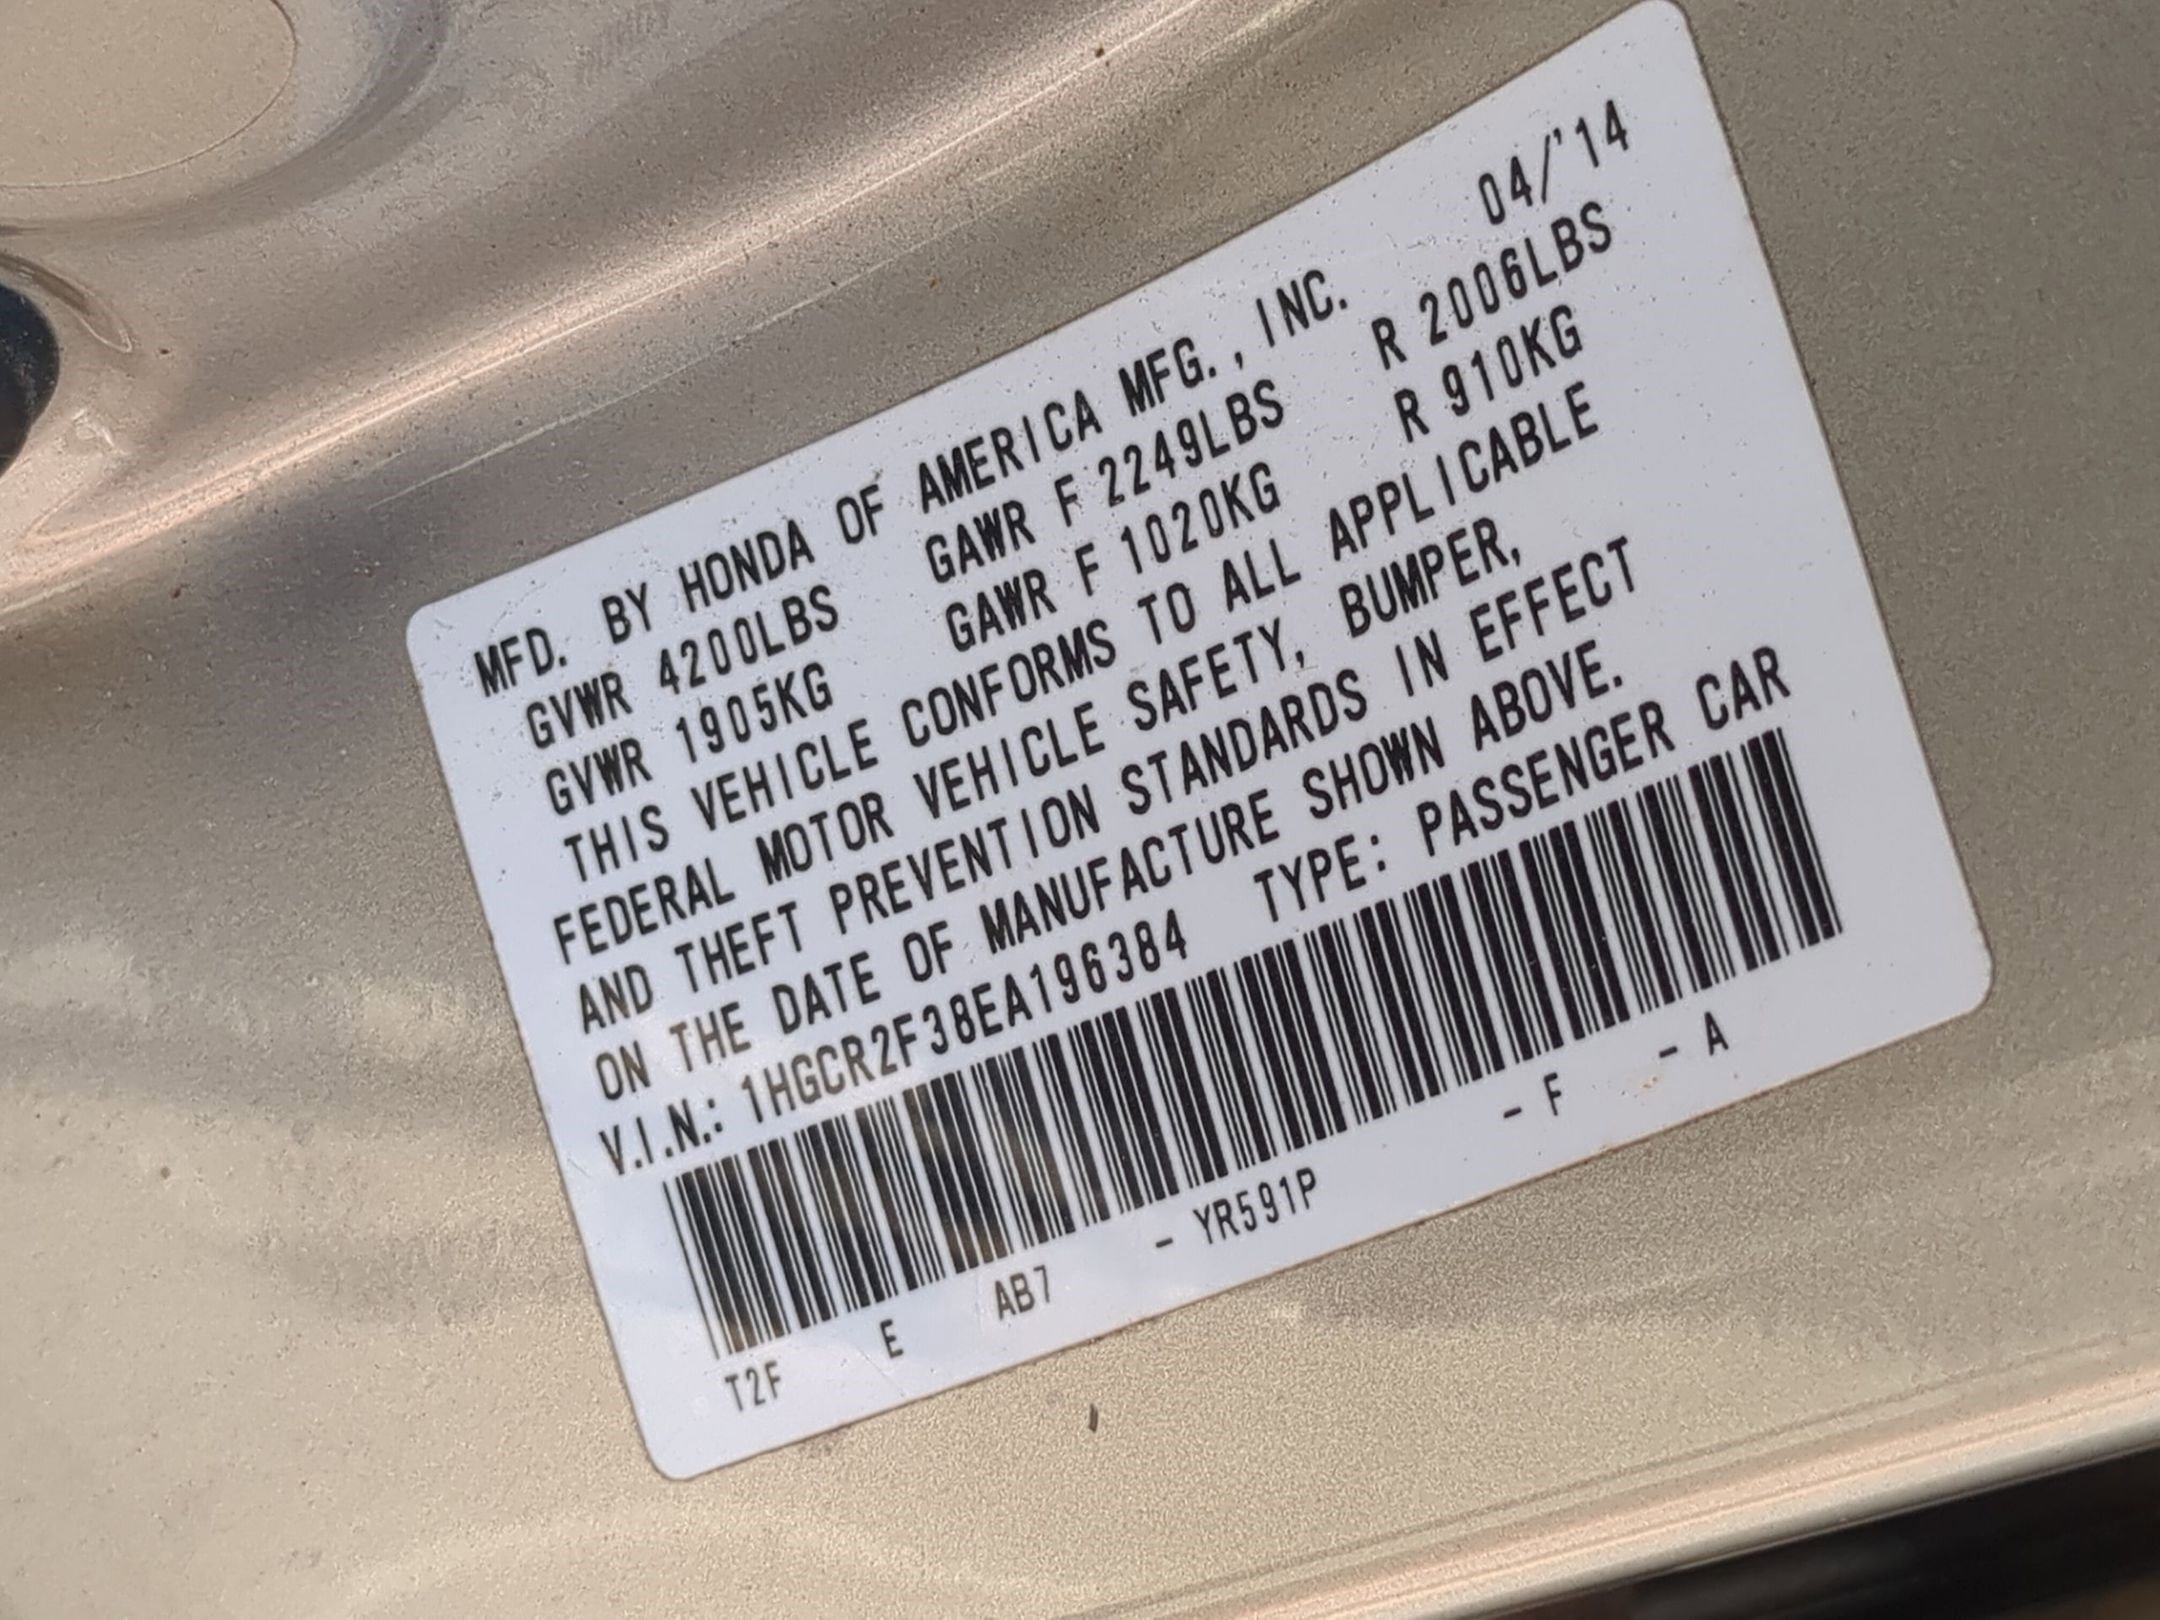 04/'14
MFD. BY HONDA OF AMERICA MFG., INC.
GVWR 4200LBS GAWR F 2249LBS R 2006LBS
GVWR 1905KG GAWR F 1020KG R 910KG
THIS VEHICLE CONFORMS TO ALL APPLICABLE
FEDERAL MOTOR VEHICLE SAFETY, BUMPER,
AND THEFT PREVENTION STANDARDS IN EFFECT
ON THE DATE OF MANUFACTURE SHOWN ABOVE.
V.I.N.: 1HGCR2F38EA196384 TYPE: PASSENGER CAR
T2F E AB7 - YR591P - F - A